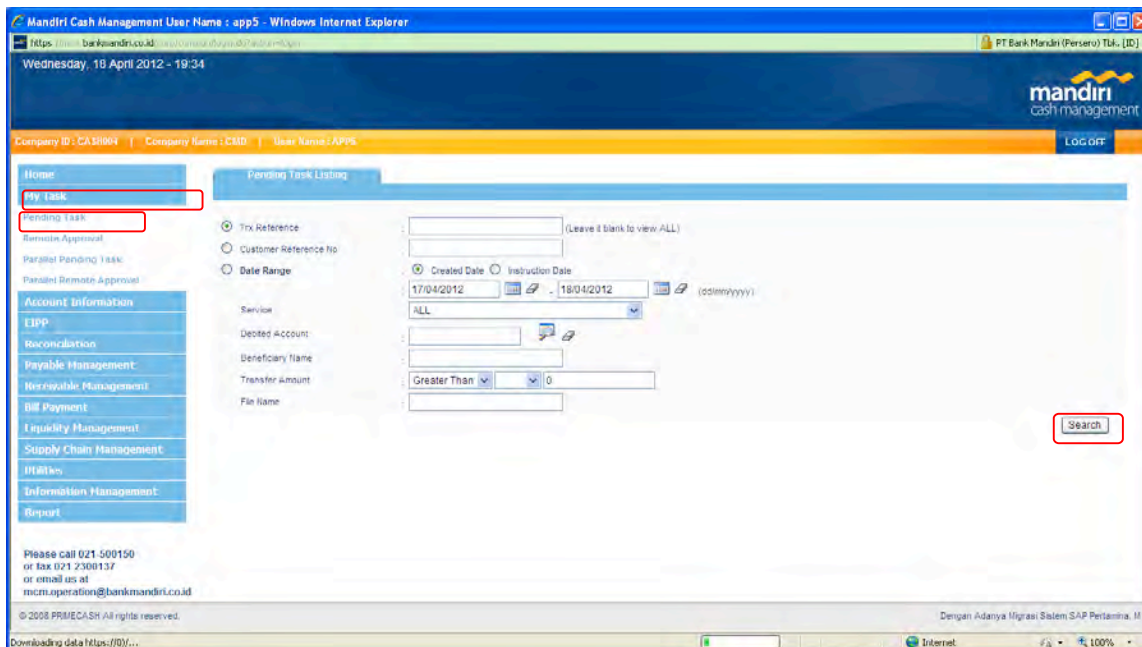 Mandiri Cash Management User Name : app5 - Windows Internet Explorer
https bankmandiri.co.id
PT Bank Mandiri (Persero) Tbk. [ID]
Wednesday, 18 April 2012 - 19:34
mandiri
cash management
Company ID : CASH004 | Company Name : CMD | User Name : APP5
LOG OFF
Home
Pending Task Listing
My Task
Pending Task
Remote Approval
Parallel Pending Task
Parallel Remote Approval
Account Information
EIPP
Reconciliation
Payable Management
Receivable Management
Bill Payment
Liquidity Management
Supply Chain Management
Utilities
Information Management
Report
Trx Reference : (Leave it blank to view ALL)
Customer Reference No :
Date Range : Created Date Instruction Date
: 17/04/2012 - 18/04/2012 (dd/mm/yyyy)
Service : ALL
Debited Account :
Beneficiary Name :
Transfer Amount : Greater Than 0
File Name :
Search
Please call 021-500150
or fax 021 2300137
or email us at
mcm.operation@bankmandiri.co.id
© 2008 PRIMECASH All rights reserved.
Dengan Adanya Migrasi Sistem SAP Pertamina, M
Downloading data https://0)/...
Internet
100%